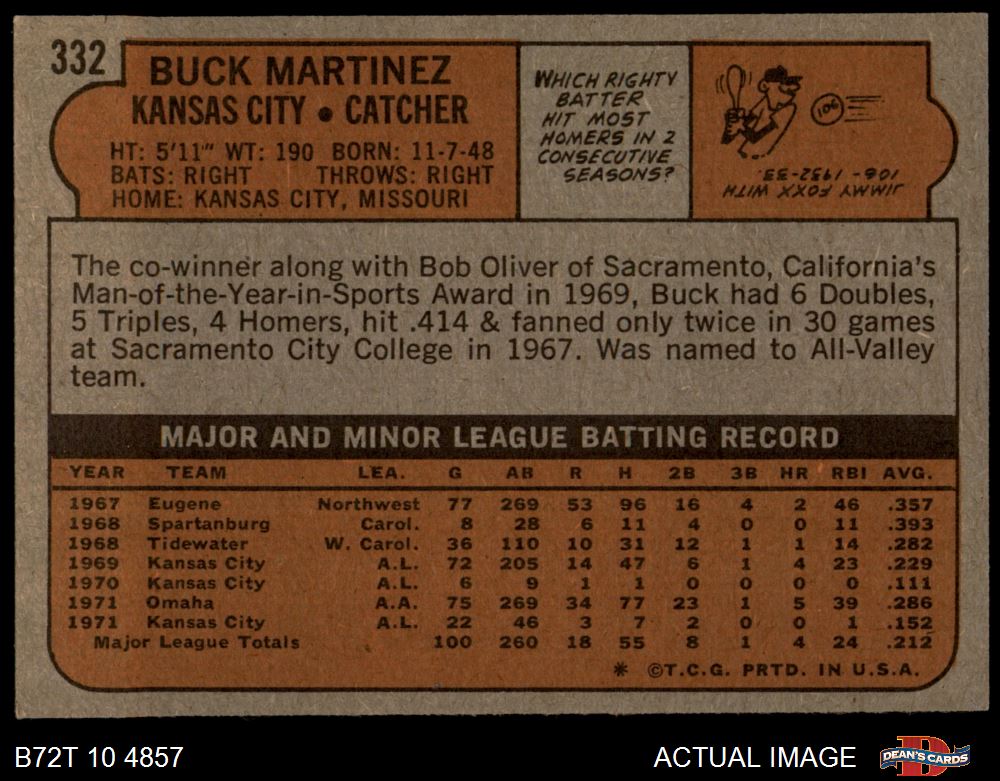 332
BUCK MARTINEZ
KANSAS CITY • CATCHER
HT: 5'11" WT: 190 BORN: 11-7-48
BATS: RIGHT THROWS: RIGHT
HOME: KANSAS CITY, MISSOURI
WHICH RIGHTY
BATTER
HIT MOST
HOMERS IN 2
CONSECUTIVE
SEASONS?
106
JIMMY FOXX WITH
106 - 1932-33.
The co-winner along with Bob Oliver of Sacramento, California's
Man-of-the-Year-in-Sports Award in 1969, Buck had 6 Doubles,
5 Triples, 4 Homers, hit .414 & fanned only twice in 30 games
at Sacramento City College in 1967. Was named to All-Valley
team.
MAJOR AND MINOR LEAGUE BATTING RECORD
YEAR TEAM LEA. G AB R H 2B 3B HR RBI AVG.
1967 Eugene Northwest 77 269 53 96 16 4 2 46 .357
1968 Spartanburg Carol. 8 28 6 11 4 0 0 11 .393
1968 Tidewater W. Carol. 36 110 10 31 12 1 1 14 .282
1969 Kansas City A.L. 72 205 14 47 6 1 4 23 .229
1970 Kansas City A.L. 6 9 1 1 0 0 0 0 .111
1971 Omaha A.A. 75 269 34 77 23 1 5 39 .286
1971 Kansas City A.L. 22 46 3 7 2 0 0 1 .152
Major League Totals 100 260 18 55 8 1 4 24 .212
* ©T.C.G. PRTD. IN U.S.A.
B72T 10 4857
ACTUAL IMAGE
DEAN'S CARDS